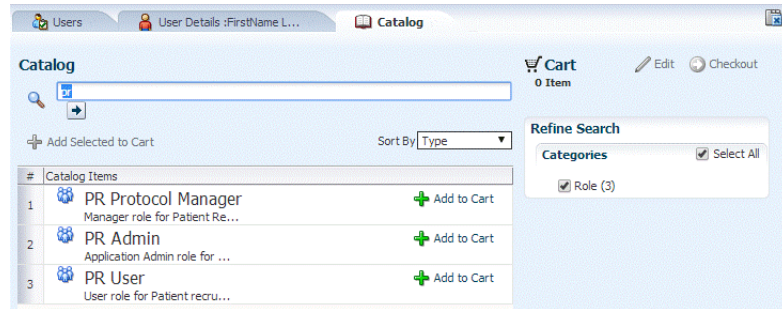 Users
User Details :FirstName L...
Catalog
Catalog
Cart
Edit
Checkout
0 Item
pr
Add Selected to Cart
Sort By Type
Refine Search
Categories
Select All
Role (3)
# Catalog Items
1 PR Protocol Manager Add to Cart
Manager role for Patient Re...
2 PR Admin Add to Cart
Application Admin role for ...
3 PR User Add to Cart
User role for Patient recru...